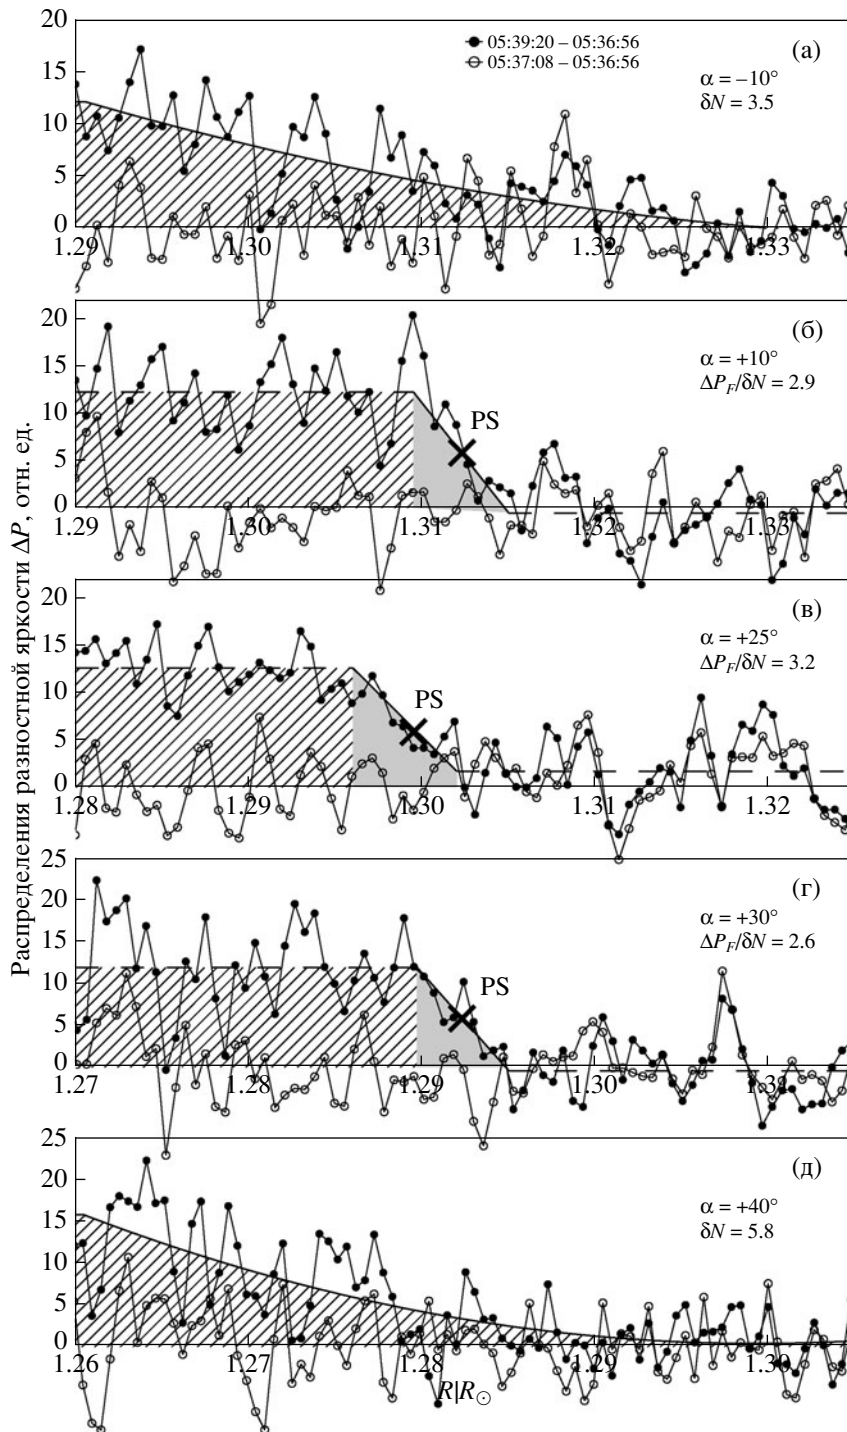 20
15
10
5
0
1.29
1.30
1.31
1.32
1.33
05:39:20 – 05:36:56
05:37:08 – 05:36:56
(а)
α = –10°
δN = 3.5
20
15
10
5
0
1.29
1.30
1.31
1.32
1.33
PS
(б)
α = +10°
ΔP_F/δN = 2.9
20
15
10
5
0
1.28
1.29
1.30
1.31
1.32
PS
(в)
α = +25°
ΔP_F/δN = 3.2
25
20
15
10
5
0
1.27
1.28
1.29
1.30
1.31
PS
(г)
α = +30°
ΔP_F/δN = 2.6
25
20
15
10
5
0
1.26
1.27
1.28
1.29
1.30
(д)
α = +40°
δN = 5.8
R|R☉
Распределения разностной яркости ΔP, отн. ед.